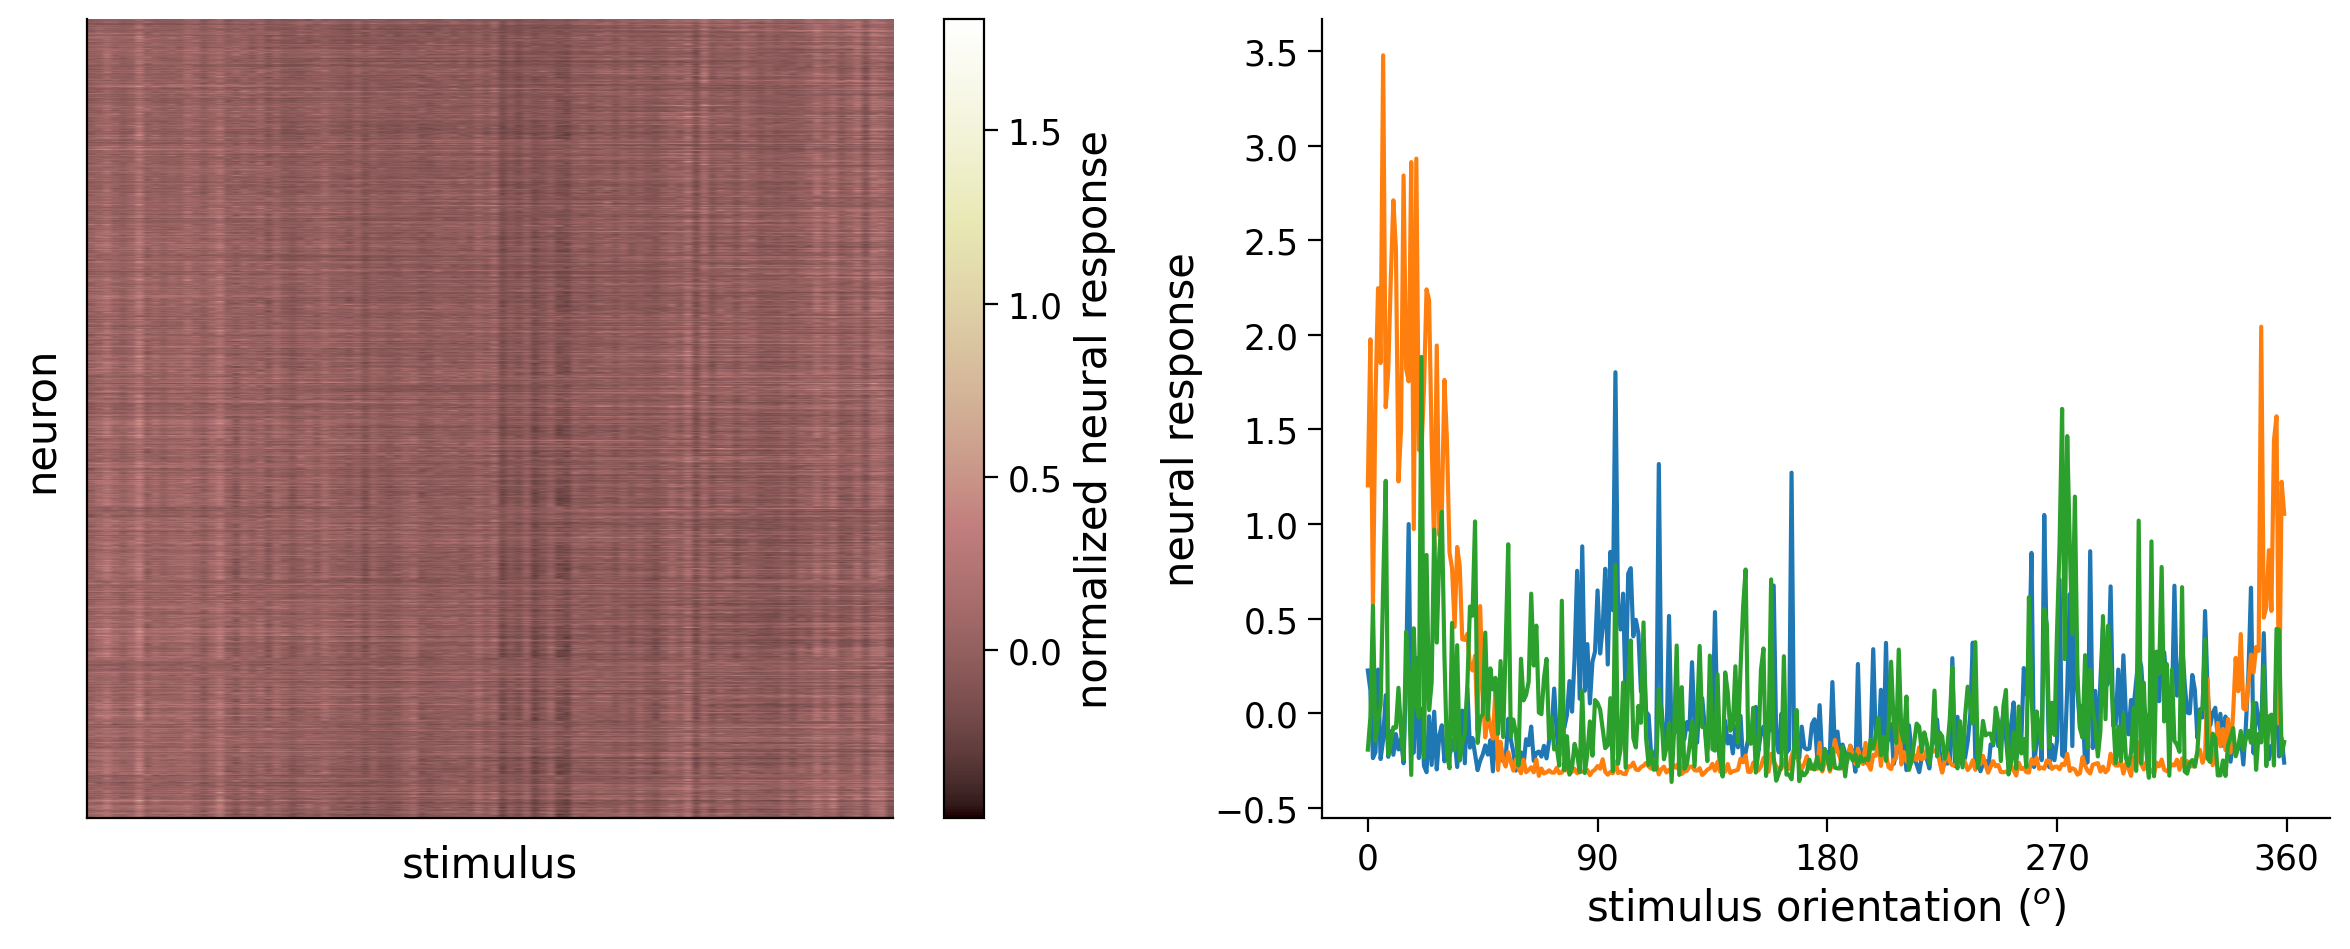 neuron
stimulus
1.5
1.0
0.5
0.0
normalized neural response
neural response
3.5
3.0
2.5
2.0
1.5
1.0
0.5
0.0
−0.5
0 90 180 270 360
stimulus orientation (o)